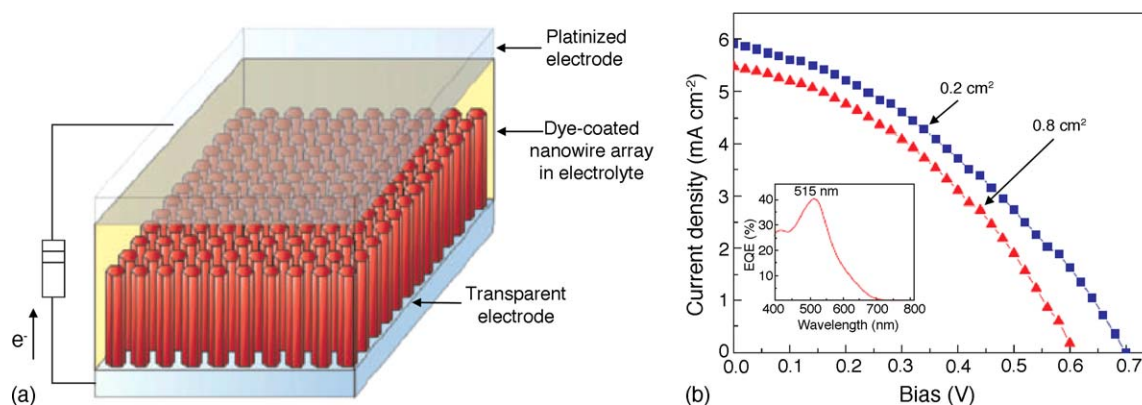 Platinized
electrode
Dye-coated
nanowire array
in electrolyte
Transparent
electrode
e-
(a)
Current density (mA cm-2)
6
5
4
3
2
1
0
0.0 0.1 0.2 0.3 0.4 0.5 0.6 0.7
Bias (V)
0.2 cm²
0.8 cm²
515 nm
EQE (%)
40
30
20
10
400 500 600 700 800
Wavelength (nm)
(b)